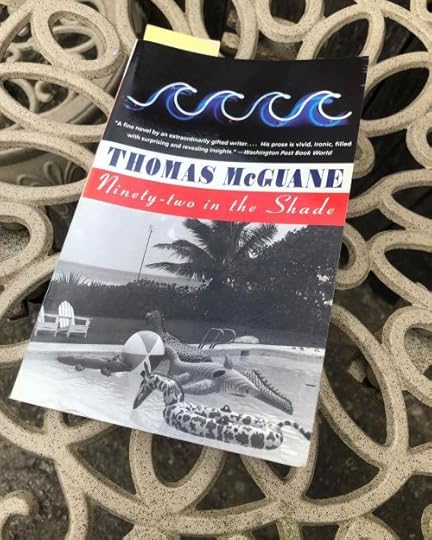 "A fine novel by an extraordinarily gifted writer.... His prose is vivid, ironic, filled
with surprising and revealing insights." —Washington Post Book World
THOMAS McGUANE
Ninety-two in the Shade